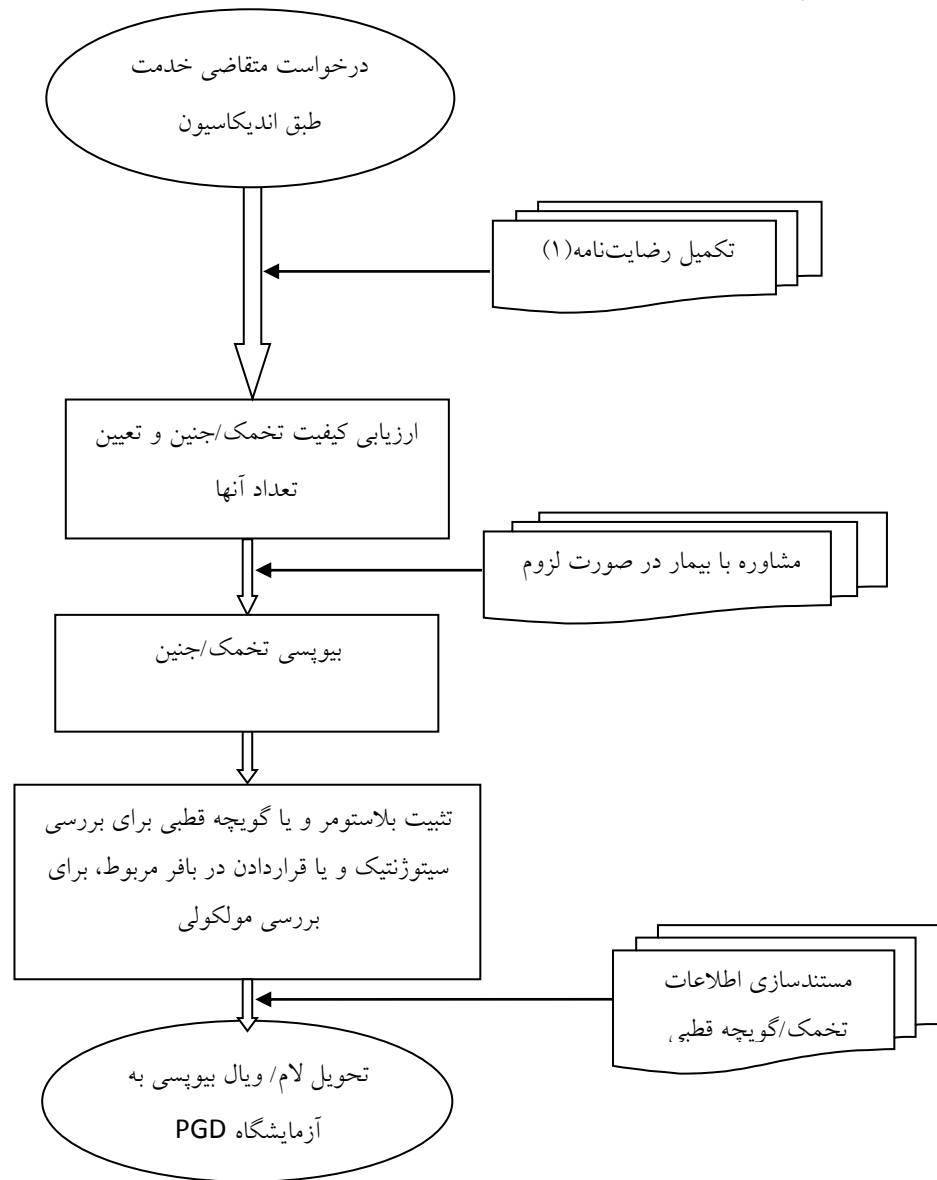 درخواست متقاضی خدمت
طبق اندیکاسیون
تکمیل رضایت‌نامه(۱)
ارزیابی کیفیت تخمک/جنین و تعیین
تعداد آنها
مشاوره با بیمار در صورت لزوم
بیوپسی تخمک/جنین
تثبیت بلاستومر و یا گویچه قطبی برای بررسی
سیتوژنتیک و یا قراردادن در بافر مربوط، برای
بررسی مولکولی
مستندسازی اطلاعات
تخمک/گویچه قطبی
تحویل لام/ ویال بیوپسی به
آزمایشگاه PGD